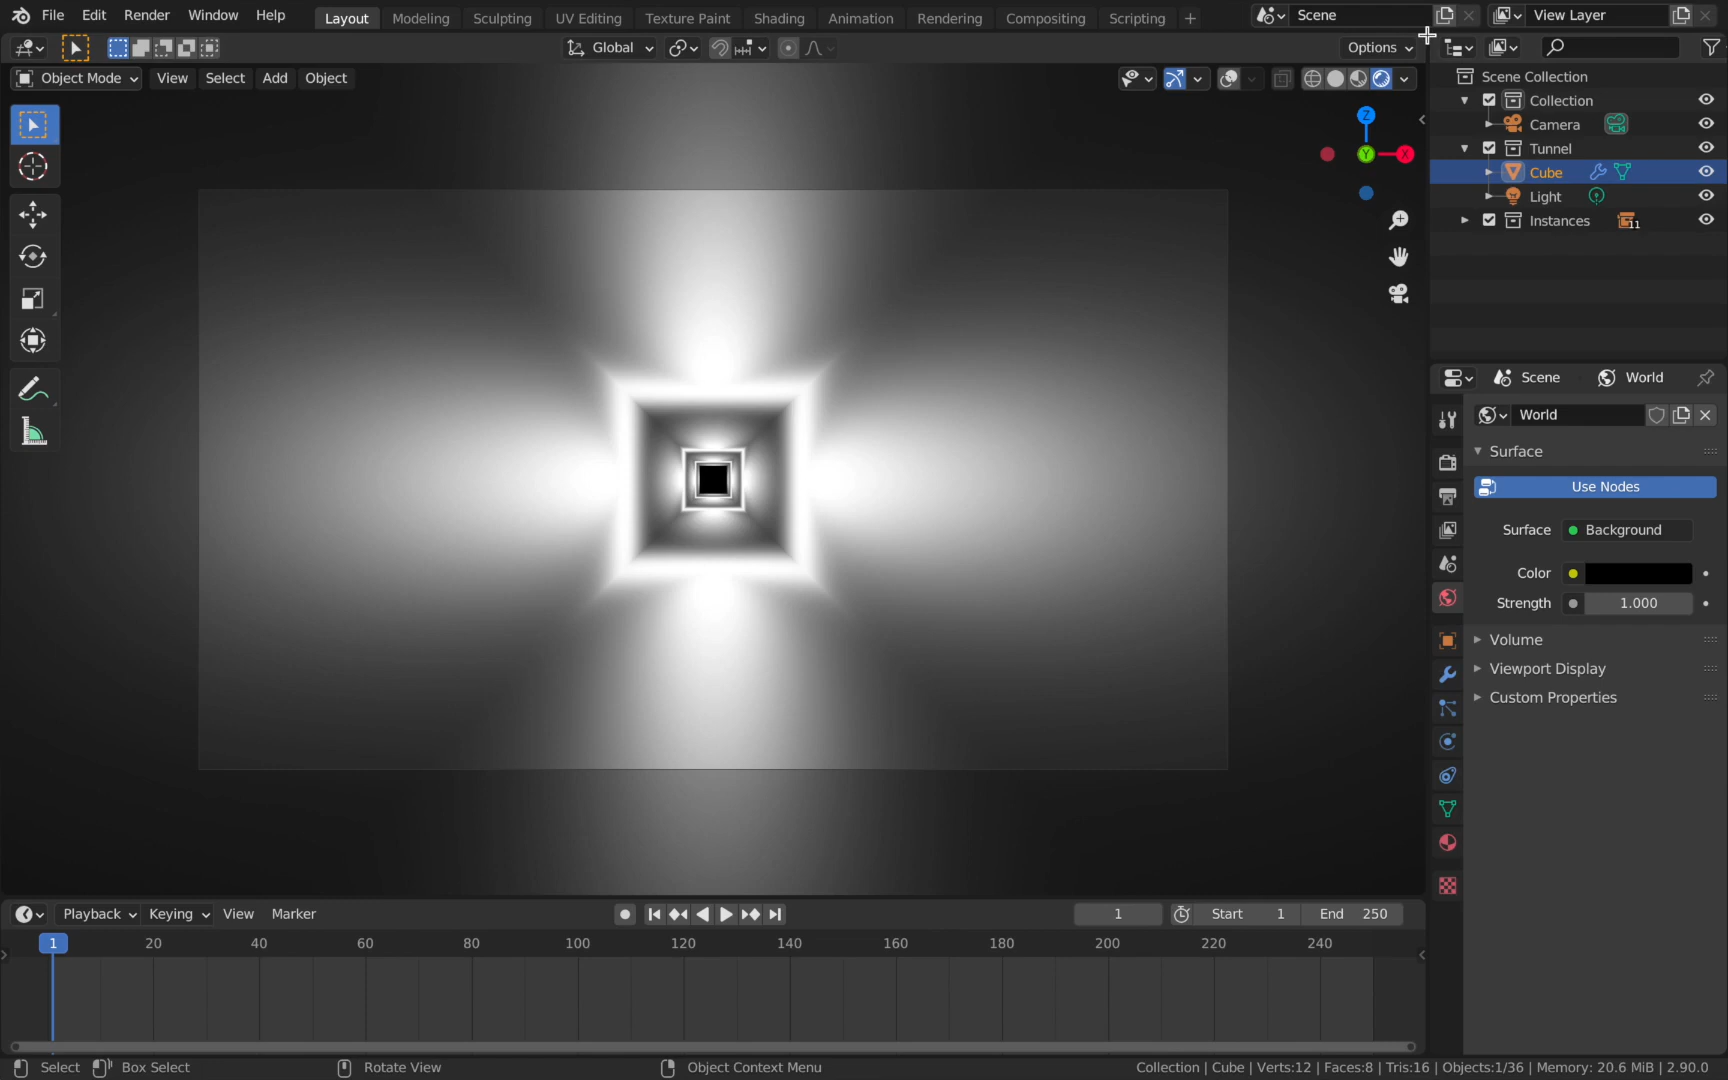 File Edit Render Window Help Layout Modeling Sculpting UV Editing Texture Paint Shading Animation Rendering Compositing Scripting + Scene View Layer
Global Options
Object Mode View Select Add Object
Z
Y X
Scene Collection
Collection
Camera
Tunnel
Cube
Light
Instances 11
Scene World
World
Surface
Use Nodes
Surface Background
Color
Strength 1.000
Volume
Viewport Display
Custom Properties
Playback Keying View Marker 1 Start 1 End 250
1 20 40 60 80 100 120 140 160 180 200 220 240
Select Box Select Rotate View Object Context Menu Collection | Cube | Verts:12 | Faces:8 | Tris:16 | Objects:1/36 | Memory: 20.6 MiB | 2.90.0